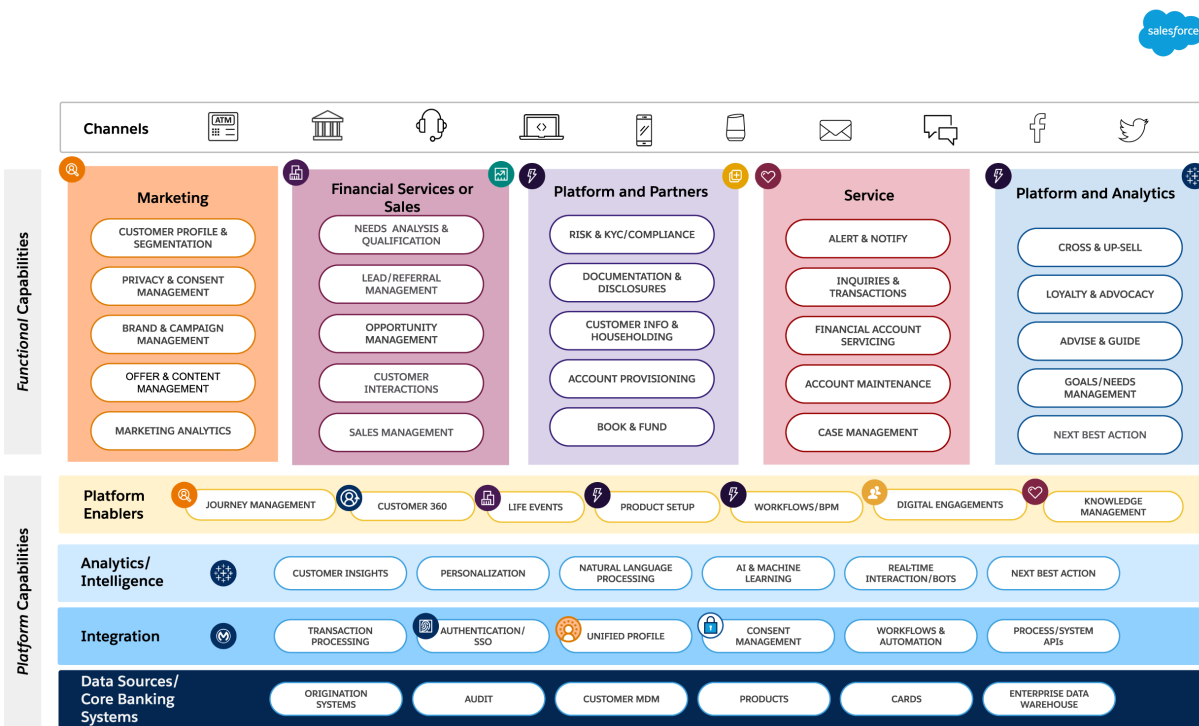 salesforce
Channels
ATM
Functional Capabilities
Marketing
CUSTOMER PROFILE &
SEGMENTATION
PRIVACY & CONSENT
MANAGEMENT
BRAND & CAMPAIGN
MANAGEMENT
OFFER & CONTENT
MANAGEMENT
MARKETING ANALYTICS
Financial Services or
Sales
NEEDS ANALYSIS &
QUALIFICATION
LEAD/REFERRAL
MANAGEMENT
OPPORTUNITY
MANAGEMENT
CUSTOMER
INTERACTIONS
SALES MANAGEMENT
Platform and Partners
RISK & KYC/COMPLIANCE
DOCUMENTATION &
DISCLOSURES
CUSTOMER INFO &
HOUSEHOLDING
ACCOUNT PROVISIONING
BOOK & FUND
Service
ALERT & NOTIFY
INQUIRIES &
TRANSACTIONS
FINANCIAL ACCOUNT
SERVICING
ACCOUNT MAINTENANCE
CASE MANAGEMENT
Platform and Analytics
CROSS & UP-SELL
LOYALTY & ADVOCACY
ADVISE & GUIDE
GOALS/NEEDS
MANAGEMENT
NEXT BEST ACTION
Platform Capabilities
Platform
Enablers
JOURNEY MANAGEMENT
CUSTOMER 360
LIFE EVENTS
PRODUCT SETUP
WORKFLOWS/BPM
DIGITAL ENGAGEMENTS
KNOWLEDGE
MANAGEMENT
Analytics/
Intelligence
CUSTOMER INSIGHTS
PERSONALIZATION
NATURAL LANGUAGE
PROCESSING
AI & MACHINE
LEARNING
REAL-TIME
INTERACTION/BOTS
NEXT BEST ACTION
Integration
TRANSACTION
PROCESSING
AUTHENTICATION/
SSO
UNIFIED PROFILE
CONSENT
MANAGEMENT
WORKFLOWS &
AUTOMATION
PROCESS/SYSTEM
APIs
Data Sources/
Core Banking
Systems
ORIGINATION
SYSTEMS
AUDIT
CUSTOMER MDM
PRODUCTS
CARDS
ENTERPRISE DATA
WAREHOUSE